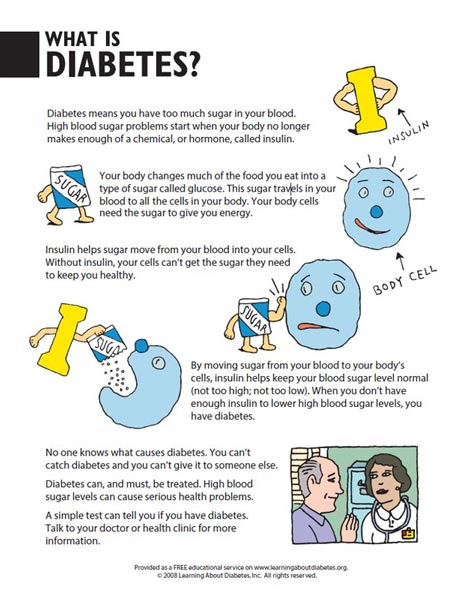 WHAT IS
DIABETES?
Diabetes means you have too much sugar in your blood.
High blood sugar problems start when your body no longer
makes enough of a chemical, or hormone, called insulin.
INSULIN
SUGAR
Your body changes much of the food you eat into a
type of sugar called glucose. This sugar travels in your
blood to all the cells in your body. Your body cells
need the sugar to give you energy.
BODY CELL
Insulin helps sugar move from your blood into your cells.
Without insulin, your cells can't get the sugar they need
to keep you healthy.
SUGAR
SUGAR
By moving sugar from your blood to your body's
cells, insulin helps keep your blood sugar level normal
(not too high; not too low). When you don't have
enough insulin to lower high blood sugar levels, you
have diabetes.
No one knows what causes diabetes. You can't
catch diabetes and you can't give it to someone else.
Diabetes can, and must, be treated. High blood
sugar levels can cause serious health problems.
A simple test can tell if you have diabetes.
Talk to your doctor or health clinic for more
information.
Provided as a FREE educational service on www.learningaboutdiabetes.org.
© 2008 Learning About Diabetes, Inc. All rights reserved.